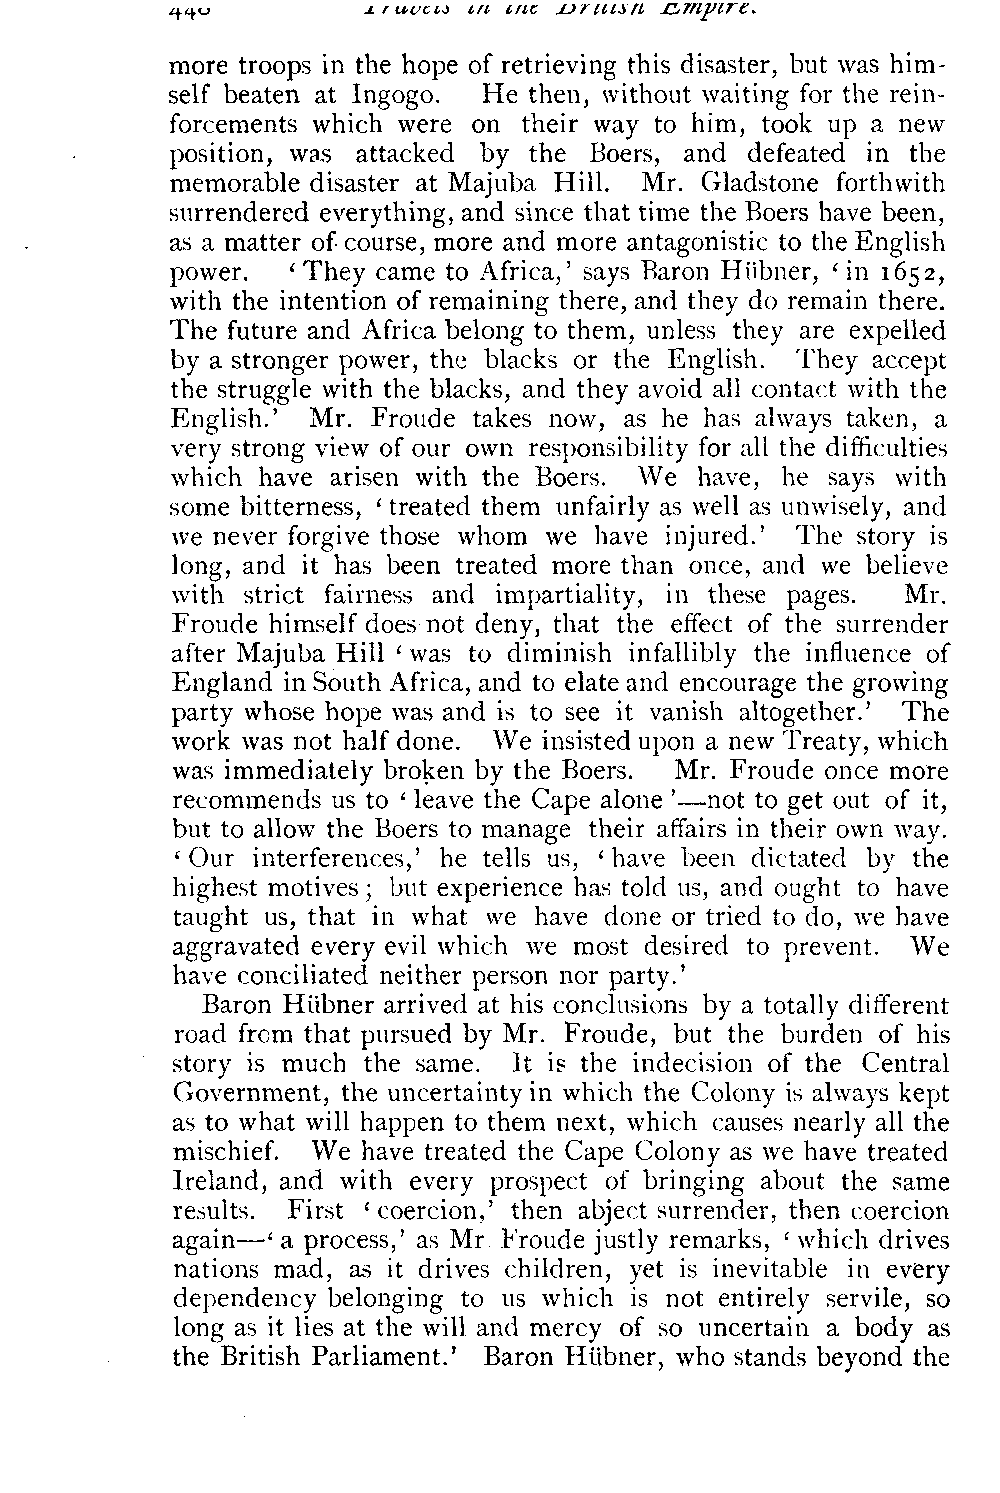 440 Travels in the British Empire.
more troops in the hope of retrieving this disaster, but was him-
self beaten at Ingogo. He then, without waiting for the rein-
forcements which were on their way to him, took up a new
position, was attacked by the Boers, and defeated in the
memorable disaster at Majuba Hill. Mr. Gladstone forthwith
surrendered everything, and since that time the Boers have been,
as a matter of course, more and more antagonistic to the English
power. ‘They came to Africa,’ says Baron Hübner, ‘in 1652,
with the intention of remaining there, and they do remain there.
The future and Africa belong to them, unless they are expelled
by a stronger power, the blacks or the English. They accept
the struggle with the blacks, and they avoid all contact with the
English.’ Mr. Froude takes now, as he has always taken, a
very strong view of our own responsibility for all the difficulties
which have arisen with the Boers. We have, he says with
some bitterness, ‘treated them unfairly as well as unwisely, and
we never forgive those whom we have injured.’ The story is
long, and it has been treated more than once, and we believe
with strict fairness and impartiality, in these pages. Mr.
Froude himself does not deny, that the effect of the surrender
after Majuba Hill ‘was to diminish infallibly the influence of
England in South Africa, and to elate and encourage the growing
party whose hope was and is to see it vanish altogether.’ The
work was not half done. We insisted upon a new Treaty, which
was immediately broken by the Boers. Mr. Froude once more
recommends us to ‘leave the Cape alone’—not to get out of it,
but to allow the Boers to manage their affairs in their own way.
‘Our interferences,’ he tells us, ‘have been dictated by the
highest motives; but experience has told us, and ought to have
taught us, that in what we have done or tried to do, we have
aggravated every evil which we most desired to prevent. We
have conciliated neither person nor party.’
Baron Hübner arrived at his conclusions by a totally different
road from that pursued by Mr. Froude, but the burden of his
story is much the same. It is the indecision of the Central
Government, the uncertainty in which the Colony is always kept
as to what will happen to them next, which causes nearly all the
mischief. We have treated the Cape Colony as we have treated
Ireland, and with every prospect of bringing about the same
results. First ‘coercion,’ then abject surrender, then coercion
again—‘a process,’ as Mr. Froude justly remarks, ‘which drives
nations mad, as it drives children, yet is inevitable in every
dependency belonging to us which is not entirely servile, so
long as it lies at the will and mercy of so uncertain a body as
the British Parliament.’ Baron Hübner, who stands beyond the